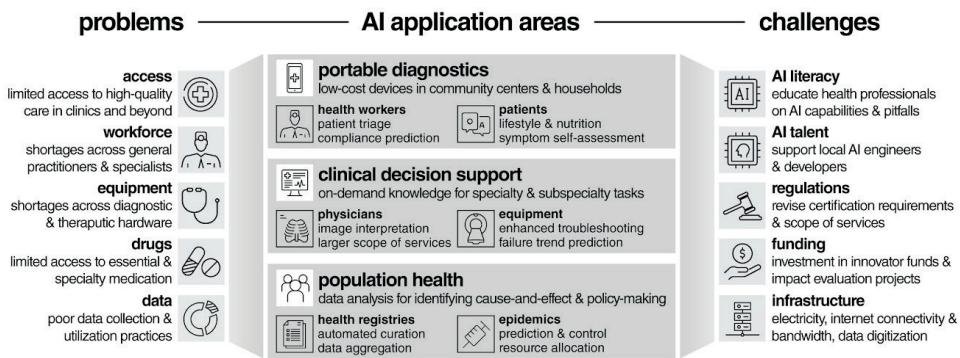 problems
AI application areas
challenges
access
limited access to high-quality
care in clinics and beyond
workforce
shortages across general
practitioners & specialists
equipment
shortages across diagnostic
& theraputic hardware
drugs
limited access to essential &
specialty medication
data
poor data collection &
utilization practices
portable diagnostics
low-cost devices in community centers & households
health workers
patient triage
compliance prediction
patients
lifestyle & nutrition
symptom self-assessment
clinical decision support
on-demand knowledge for specialty & subspecialty tasks
physicians
image interpretation
larger scope of services
equipment
enhanced troubleshooting
failure trend prediction
population health
data analysis for identifying cause-and-effect & policy-making
health registries
automated curation
data aggregation
epidemics
prediction & control
resource allocation
AI
AI literacy
educate health professionals
on AI capabilities & pitfalls
AI talent
support local AI engineers
& developers
regulations
revise certification requirements
& scope of services
$
funding
investment in innovator funds &
impact evaluation projects
infrastructure
electricity, internet connectivity &
bandwidth, data digitization